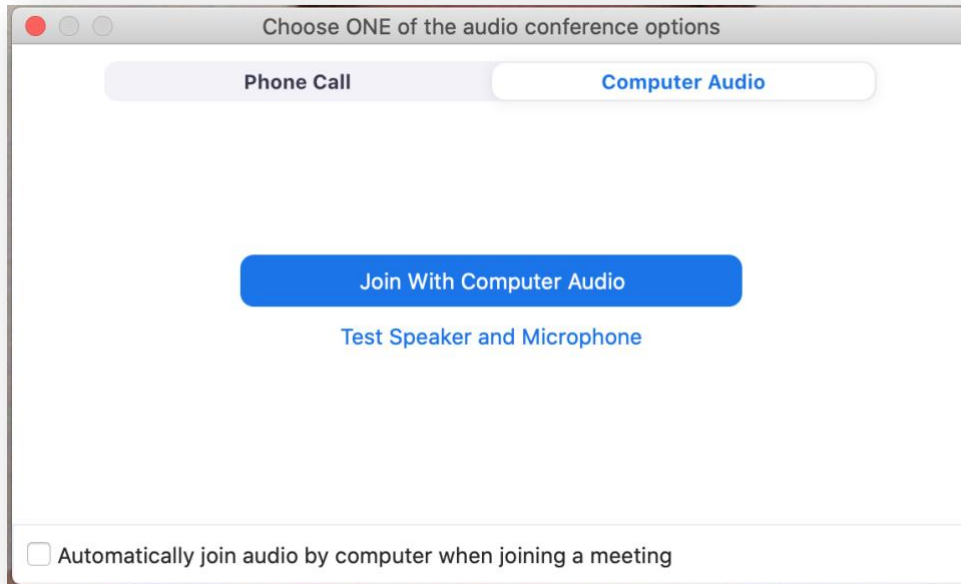 Choose ONE of the audio conference options
Phone Call
Computer Audio
Join With Computer Audio
Test Speaker and Microphone
Automatically join audio by computer when joining a meeting